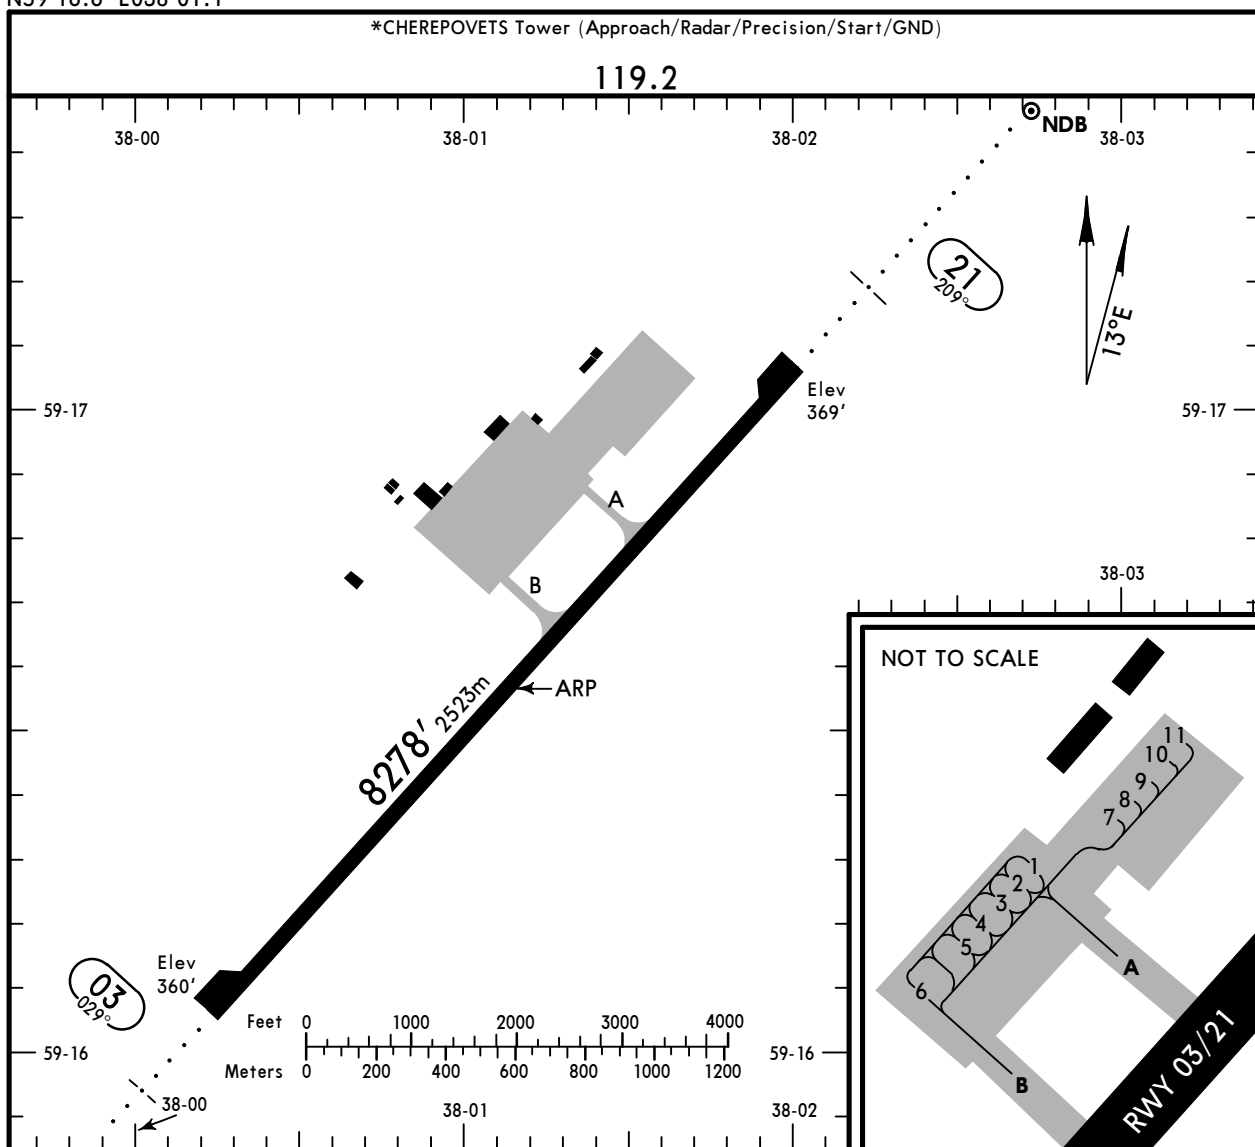 *CHEREPOVETS Tower (Approach/Radar/Precision/Start/GND)
119.2
38-00
38-01
38-02
38-03
NDB
21
209°
13°E
Elev
369'
59-17
59-17
A
B
38-03
ARP
8278' 2523m
Elev
360'
03
029°
Feet 0 1000 2000 3000 4000
Meters 0 200 400 600 800 1000 1200
59-16
59-16
38-00
38-01
38-02
NOT TO SCALE
11
10
9
8
7
1
2
3
4
5
6
A
B
RWY 03/21